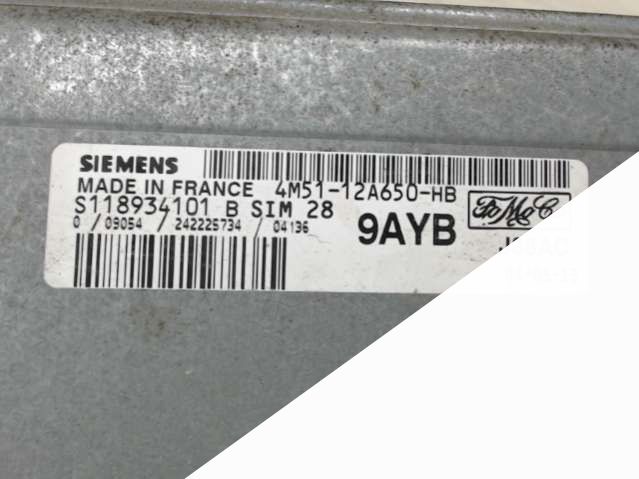 SIEMENS
MADE IN FRANCE 4M51-12A650-HB
S118934101 B SIM 28
0 / 09054 / 242225734 / 04136
9AYB
FoMoCo